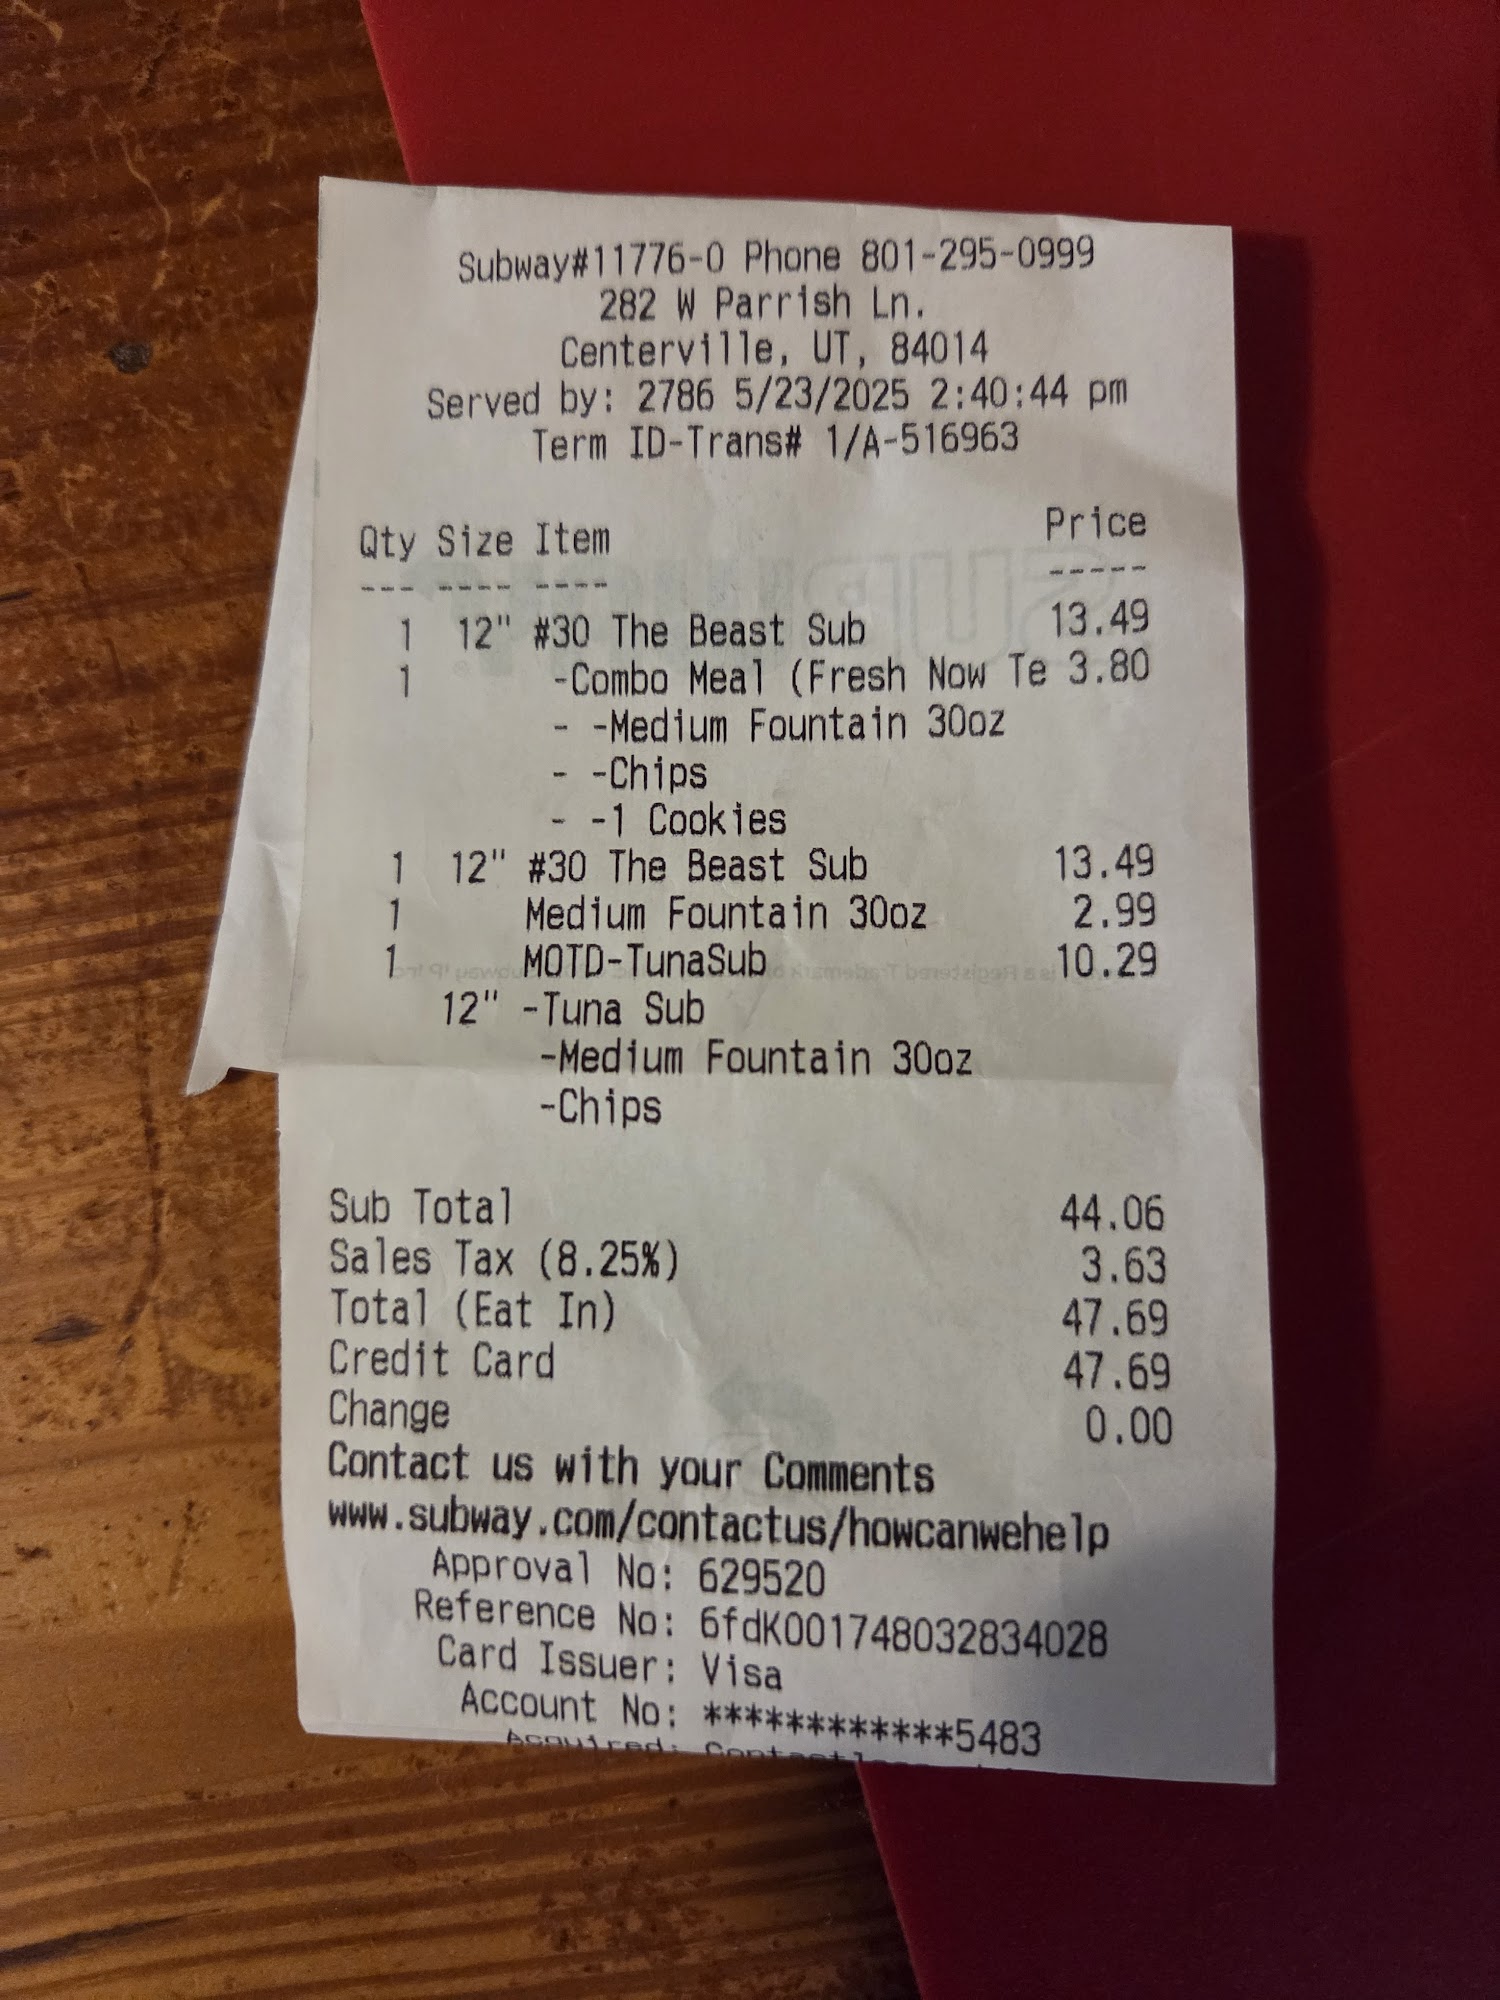 Subway#11776-0 Phone 801-295-0999
282 W Parrish Ln.
Centerville, UT, 84014
Served by: 2786 5/23/2025 2:40:44 pm
Term ID-Trans# 1/A-516963
Qty Size Item Price
--- ---- ---- -----
1 12" #30 The Beast Sub 13.49
1 -Combo Meal (Fresh Now Te 3.80
- -Medium Fountain 30oz
- -Chips
- -1 Cookies
1 12" #30 The Beast Sub 13.49
1 Medium Fountain 30oz 2.99
1 MOTD-TunaSub 10.29
12" -Tuna Sub
-Medium Fountain 30oz
-Chips
Sub Total 44.06
Sales Tax (8.25%) 3.63
Total (Eat In) 47.69
Credit Card 47.69
Change 0.00
Contact us with your Comments
www.subway.com/contactus/howcanwehelp
Approval No: 629520
Reference No: 6fdK001748032834028
Card Issuer: Visa
Account No: ************5483
Acquired: